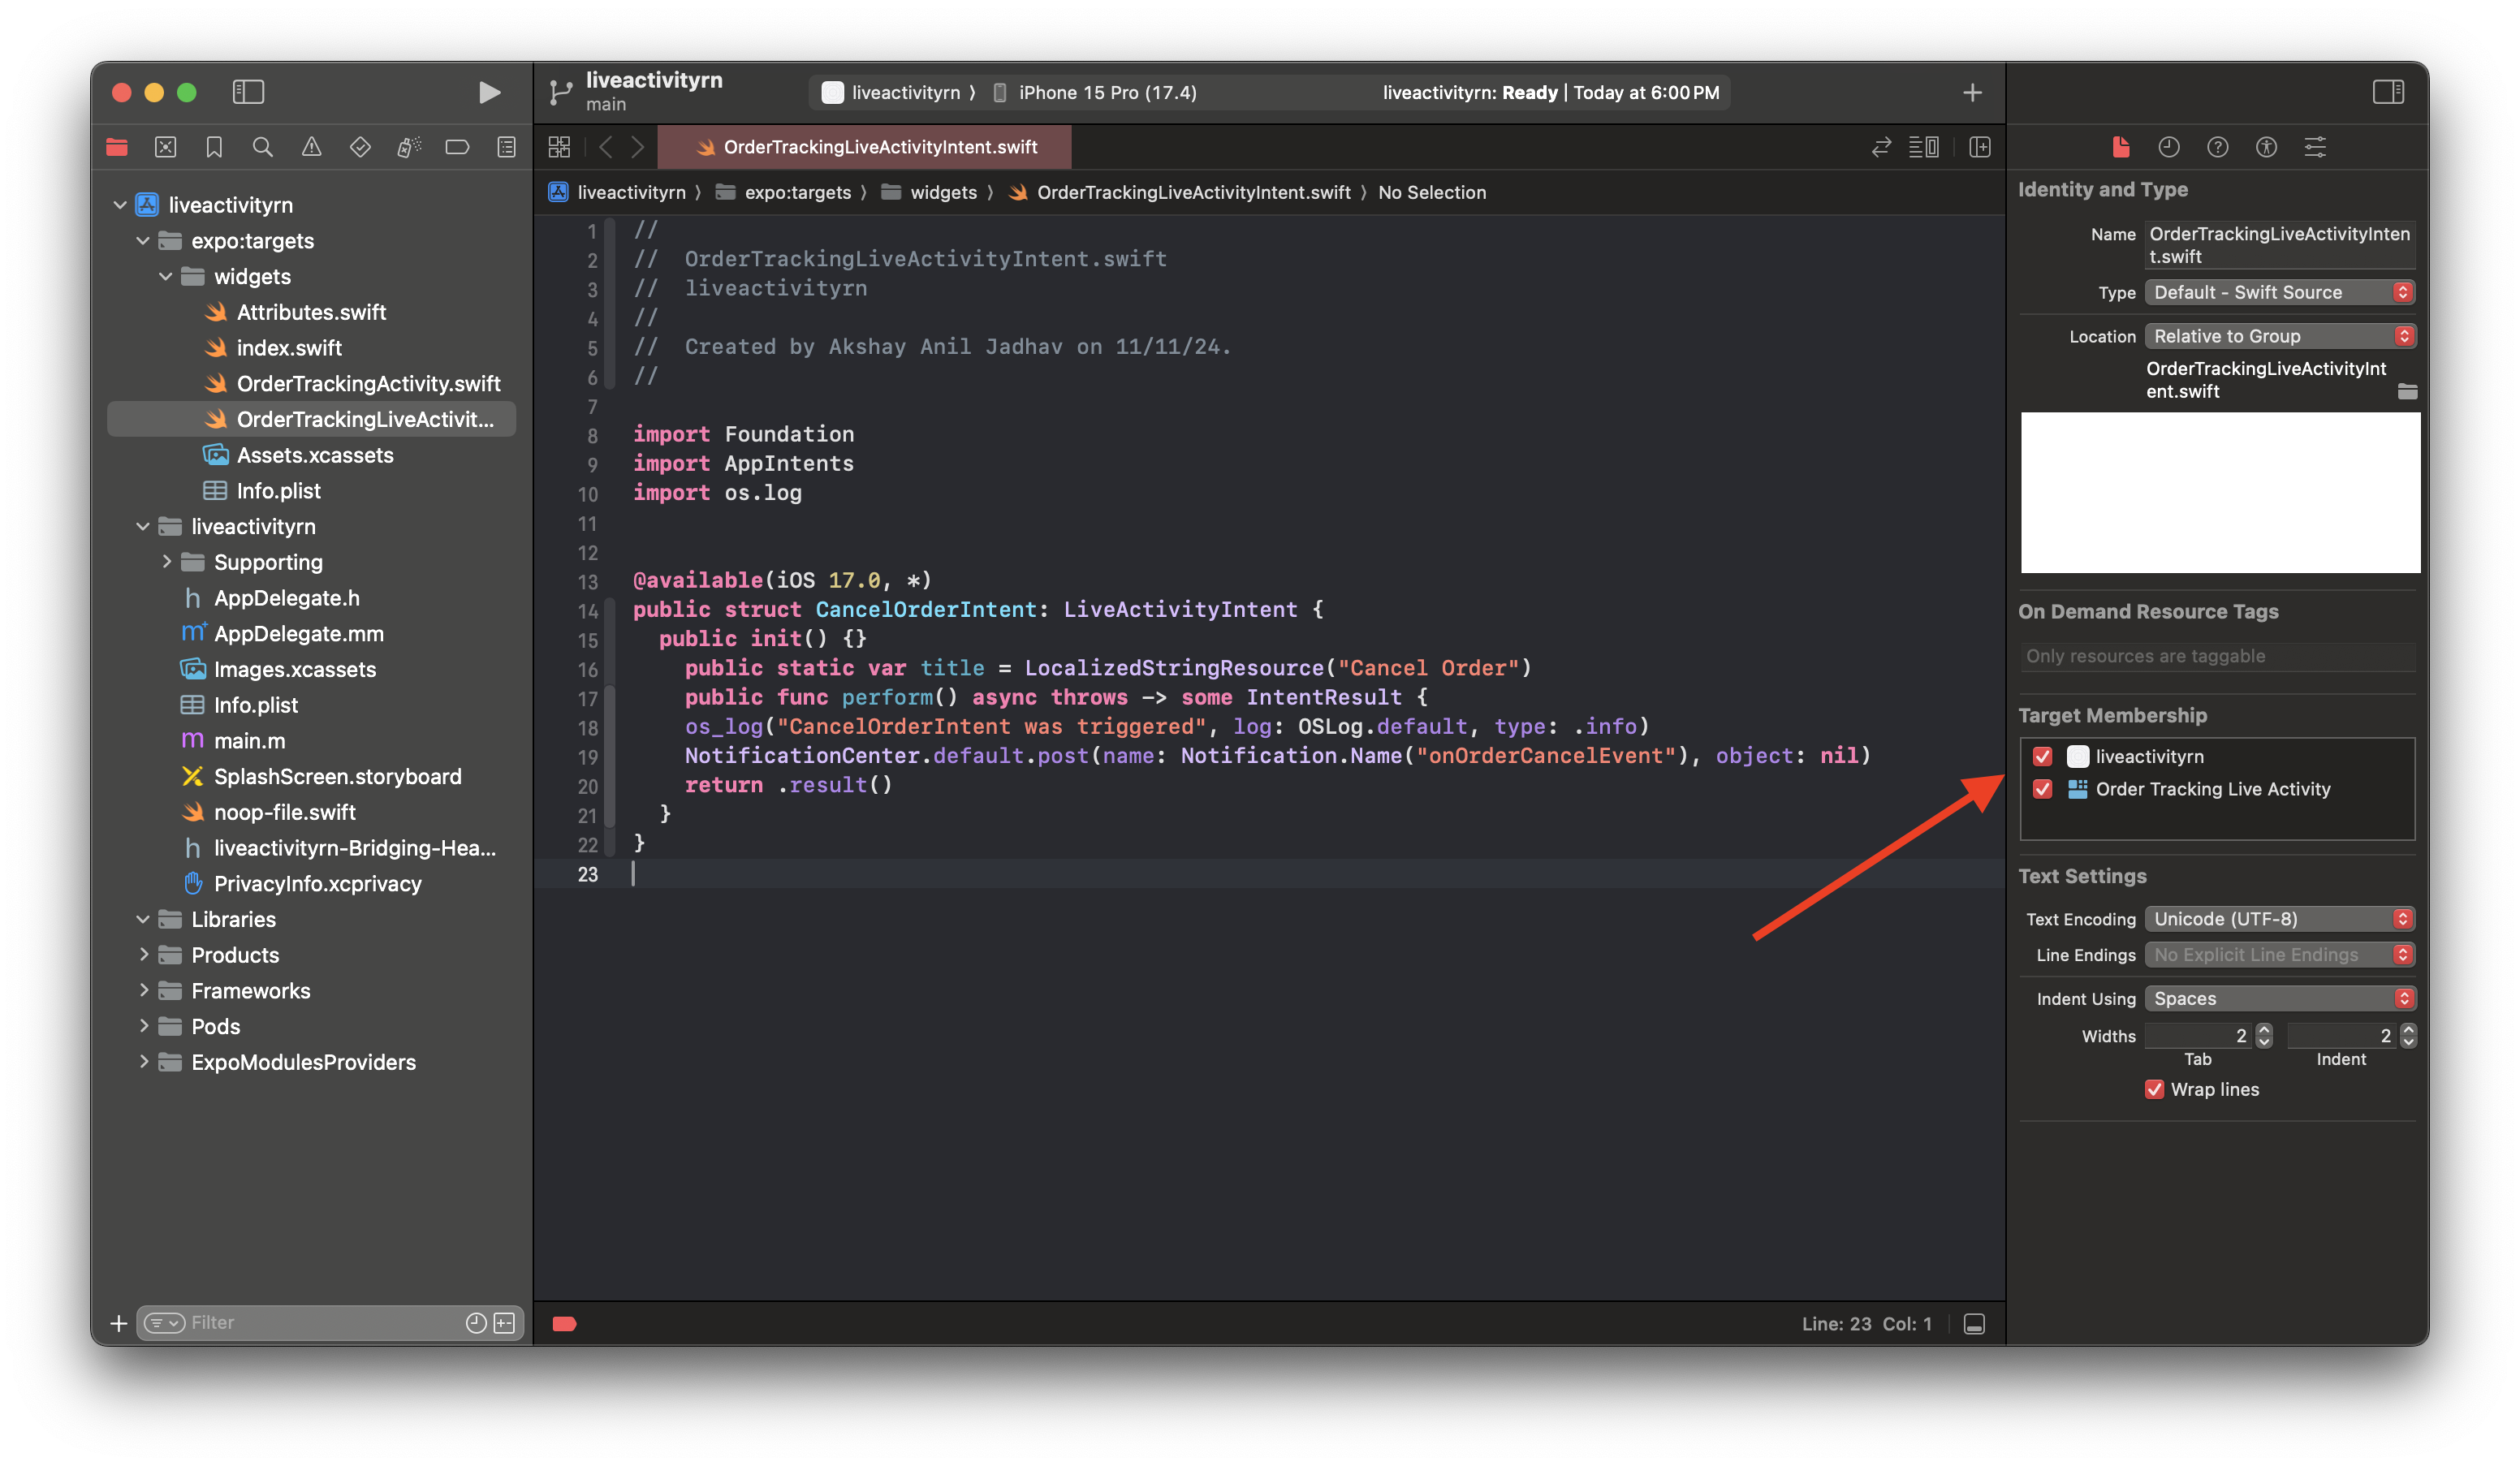 liveactivityrn
main
liveactivityrn ⟩ iPhone 15 Pro (17.4)
liveactivityrn: Ready | Today at 6:00 PM
OrderTrackingLiveActivityIntent.swift
liveactivityrn ⟩ expo:targets ⟩ widgets ⟩ OrderTrackingLiveActivityIntent.swift ⟩ No Selection
liveactivityrn
expo:targets
widgets
Attributes.swift
index.swift
OrderTrackingActivity.swift
OrderTrackingLiveActivit...
Assets.xcassets
Info.plist
liveactivityrn
Supporting
AppDelegate.h
AppDelegate.mm
Images.xcassets
Info.plist
main.m
SplashScreen.storyboard
noop-file.swift
liveactivityrn-Bridging-Hea...
PrivacyInfo.xcprivacy
Libraries
Products
Frameworks
Pods
ExpoModulesProviders
Filter
1 //
2 //  OrderTrackingLiveActivityIntent.swift
3 //  liveactivityrn
4 //
5 //  Created by Akshay Anil Jadhav on 11/11/24.
6 //
7
8 import Foundation
9 import AppIntents
10 import os.log
11
12
13 @available(iOS 17.0, *)
14 public struct CancelOrderIntent: LiveActivityIntent {
15   public init() {}
16     public static var title = LocalizedStringResource("Cancel Order")
17     public func perform() async throws -> some IntentResult {
18     os_log("CancelOrderIntent was triggered", log: OSLog.default, type: .info)
19     NotificationCenter.default.post(name: Notification.Name("onOrderCancelEvent"), object: nil)
20     return .result()
21   }
22 }
23
Line: 23 Col: 1
Identity and Type
Name OrderTrackingLiveActivityInten
t.swift
Type Default - Swift Source
Location Relative to Group
OrderTrackingLiveActivityInt
ent.swift
On Demand Resource Tags
Only resources are taggable
Target Membership
liveactivityrn
Order Tracking Live Activity
Text Settings
Text Encoding Unicode (UTF-8)
Line Endings No Explicit Line Endings
Indent Using Spaces
Widths 2 2
Tab Indent
Wrap lines